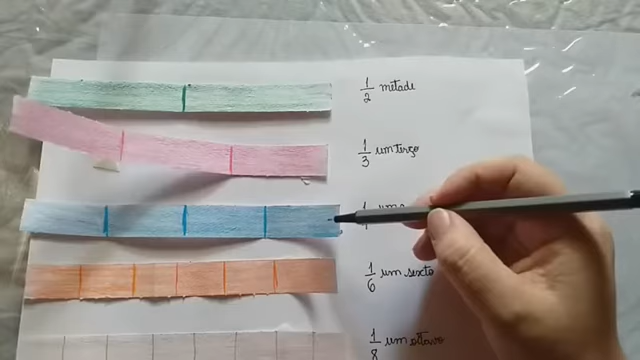 1/2 metade
1/3 um terço
1 um
1/6 um sexto
1/8 um oitavo